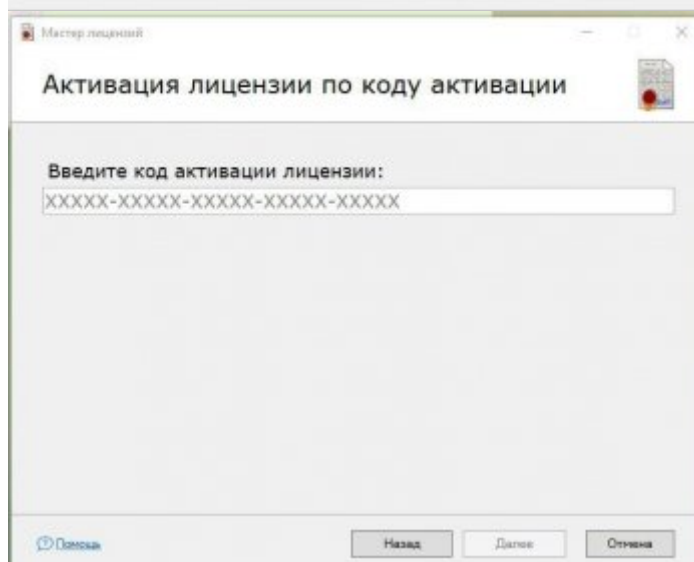 Мастер лицензий
Активация лицензии по коду активации
Введите код активации лицензии:
XXXXX-XXXXX-XXXXX-XXXXX-XXXXX
Помощь
Назад
Далее
Отмена